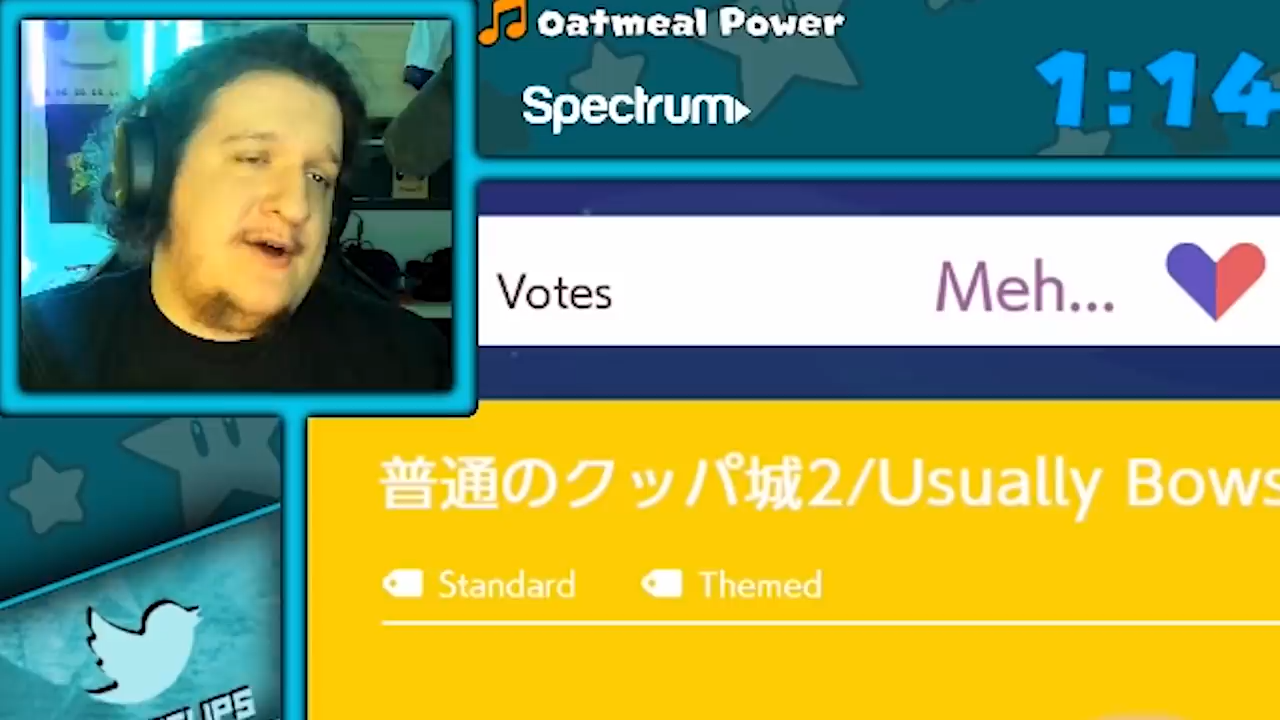 Oatmeal Power
Spectrum
1:14
Votes
Meh...
普通のクッパ城2/Usually Bows
Standard
Themed